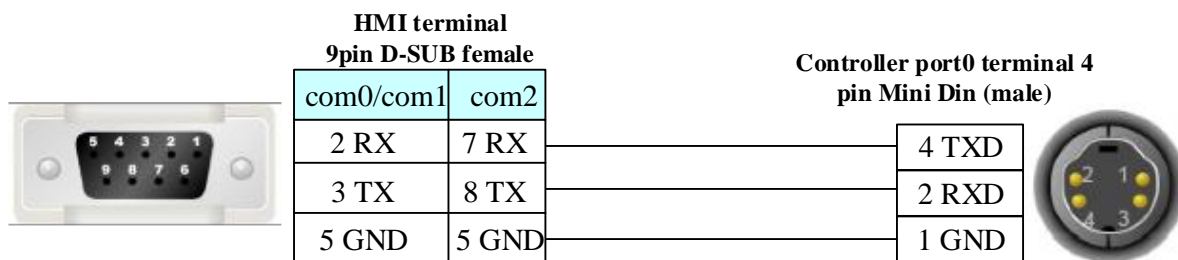 HMI terminal
9pin D-SUB female
Controller port0 terminal 4
pin Mini Din (male)
com0/com1 com2
2 RX 7 RX 4 TXD
3 TX 8 TX 2 RXD
5 GND 5 GND 1 GND
5 4 3 2 1
9 8 7 6
2 1
4 3